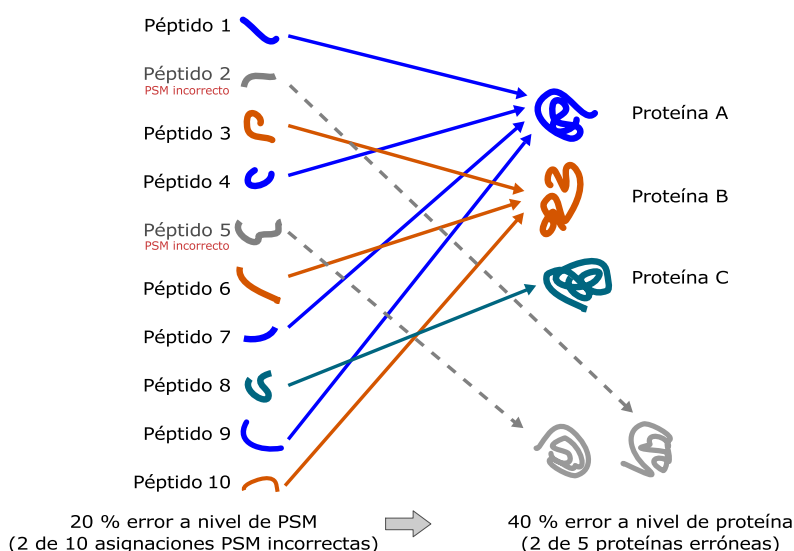 Péptido 1
Péptido 2
PSM incorrecto
Péptido 3
Péptido 4
Péptido 5
PSM incorrecto
Péptido 6
Péptido 7
Péptido 8
Péptido 9
Péptido 10
Proteína A
Proteína B
Proteína C
20 % error a nivel de PSM
(2 de 10 asignaciones PSM incorrectas)
40 % error a nivel de proteína
(2 de 5 proteínas erróneas)